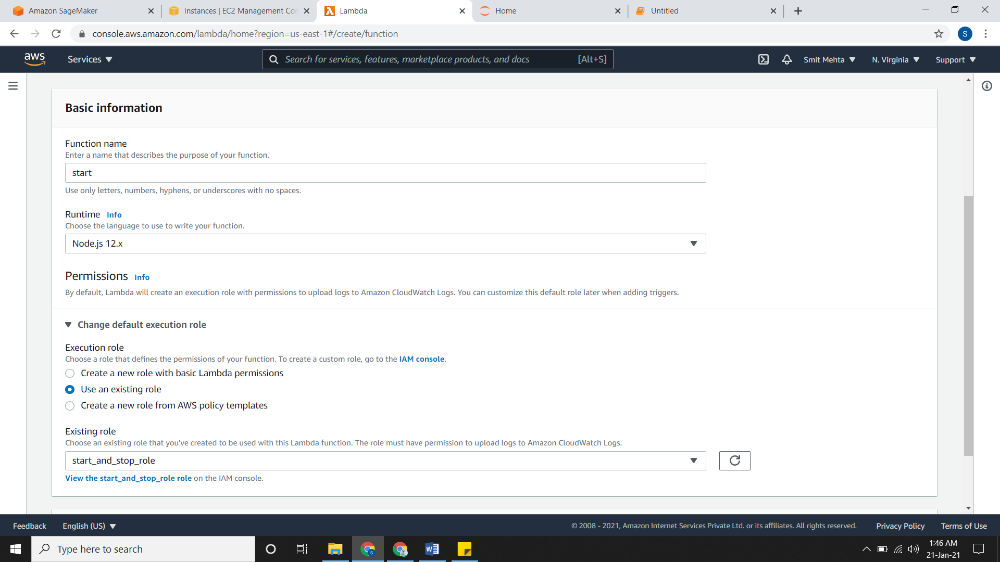 Amazon SageMaker
Instances | EC2 Management Con
Lambda
Home
Untitled
console.aws.amazon.com/lambda/home?region=us-east-1#/create/function
S
aws
Services
Search for services, features, marketplace products, and docs
[Alt+S]
Smit Mehta
N. Virginia
Support
Basic information
Function name
Enter a name that describes the purpose of your function.
start
Use only letters, numbers, hyphens, or underscores with no spaces.
Runtime Info
Choose the language to use to write your function.
Node.js 12.x
Permissions Info
By default, Lambda will create an execution role with permissions to upload logs to Amazon CloudWatch Logs. You can customize this default role later when adding triggers.
Change default execution role
Execution role
Choose a role that defines the permissions of your function. To create a custom role, go to the IAM console.
Create a new role with basic Lambda permissions
Use an existing role
Create a new role from AWS policy templates
Existing role
Choose an existing role that you've created to be used with this Lambda function. The role must have permission to upload logs to Amazon CloudWatch Logs.
start_and_stop_role
View the start_and_stop_role role on the IAM console.
Feedback
English (US)
© 2008 - 2021, Amazon Internet Services Private Ltd. or its affiliates. All rights reserved.
Privacy Policy
Terms of Use
Type here to search
1:46 AM
21-Jan-21